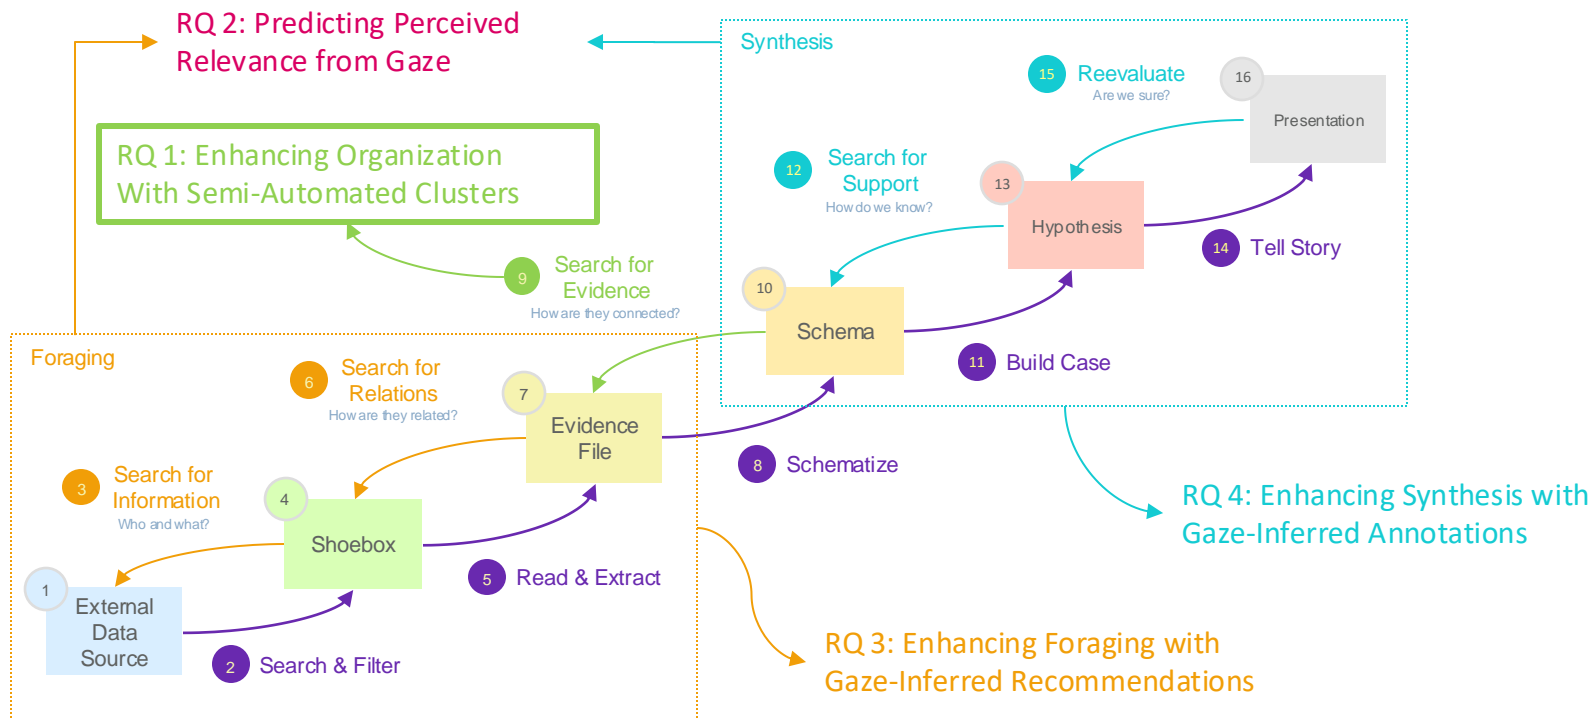 RQ 2: Predicting Perceived
Relevance from Gaze
Synthesis
15
Reevaluate
Are we sure?
16
Presentation
RQ 1: Enhancing Organization
With Semi-Automated Clusters
12
Search for
Support
How do we know?
13
Hypothesis
14
Tell Story
9
Search for
Evidence
How are they connected?
10
Schema
11
Build Case
Foraging
6
Search for
Relations
How are they related?
7
Evidence
File
8
Schematize
3
Search for
Information
Who and what?
4
Shoebox
5
Read & Extract
1
External
Data
Source
2
Search & Filter
RQ 4: Enhancing Synthesis with
Gaze-Inferred Annotations
RQ 3: Enhancing Foraging with
Gaze-Inferred Recommendations